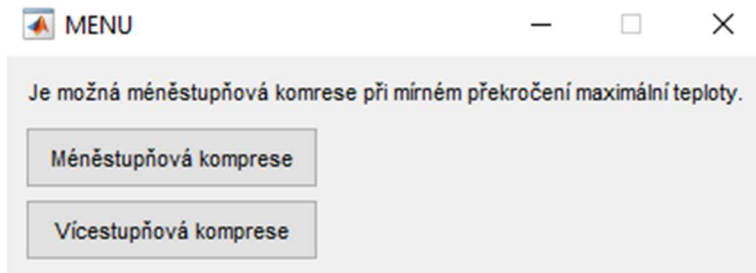 MENU
Je možná méněstupňová komrese při mírném překročení maximální teploty.
Méněstupňová komprese
Vícestupňová komprese